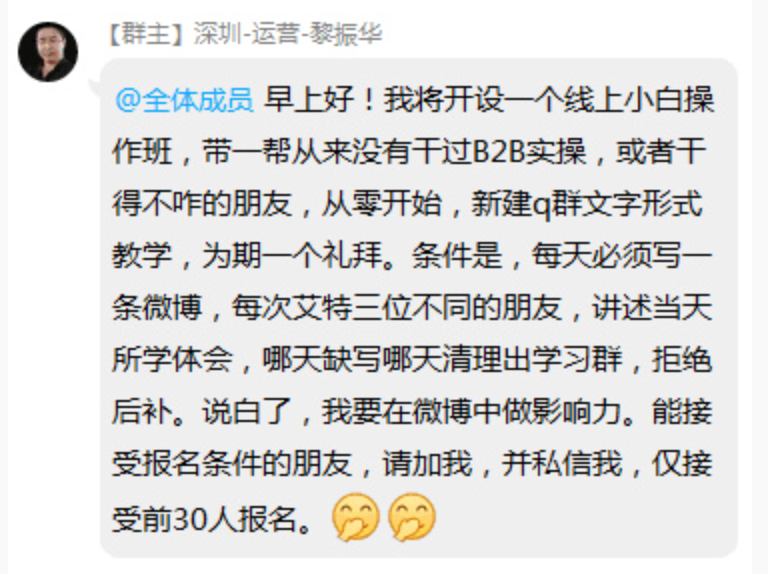 【群主】深圳-运营-黎振华
@全体成员 早上好！我将开设一个线上小白操
作班，带一帮从来没有干过B2B实操，或者干
得不咋的朋友，从零开始，新建q群文字形式
教学，为期一个礼拜。条件是，每天必须写一
条微博，每次艾特三位不同的朋友，讲述当天
所学体会，哪天缺写哪天清理出学习群，拒绝
后补。说白了，我要在微博中做影响力。能接
受报名条件的朋友，请加我，并私信我，仅接
受前30人报名。